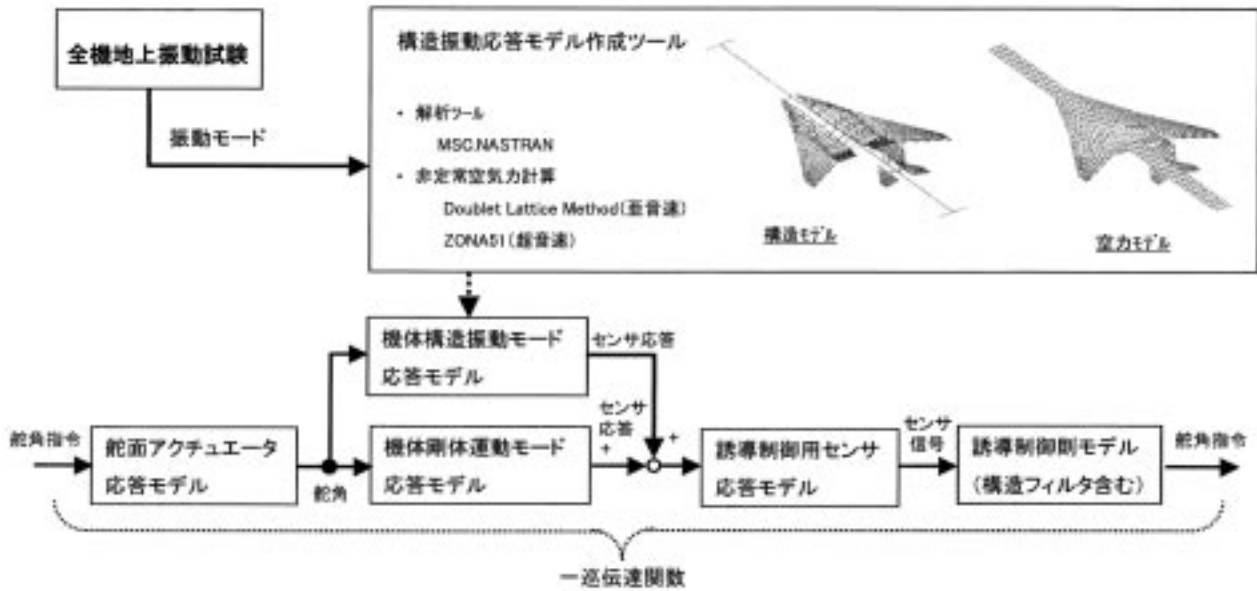 全機地上振動試験
振動モード
構造振動応答モデル作成ツール
・ 解析ツール
MSC.NASTRAN
・ 非定常空気力計算
Doublet Lattice Method(亜音速)
ZONA51(超音速)
構造モデル
空力モデル
機体構造振動モード
応答モデル
センサ応答
舵角指令
舵面アクチュエータ
応答モデル
舵角
機体剛体運動モード
応答モデル
センサ
応答
+
+
誘導制御用センサ
応答モデル
センサ
信号
誘導制御則モデル
(構造フィルタ含む)
舵角指令
一巡伝達関数